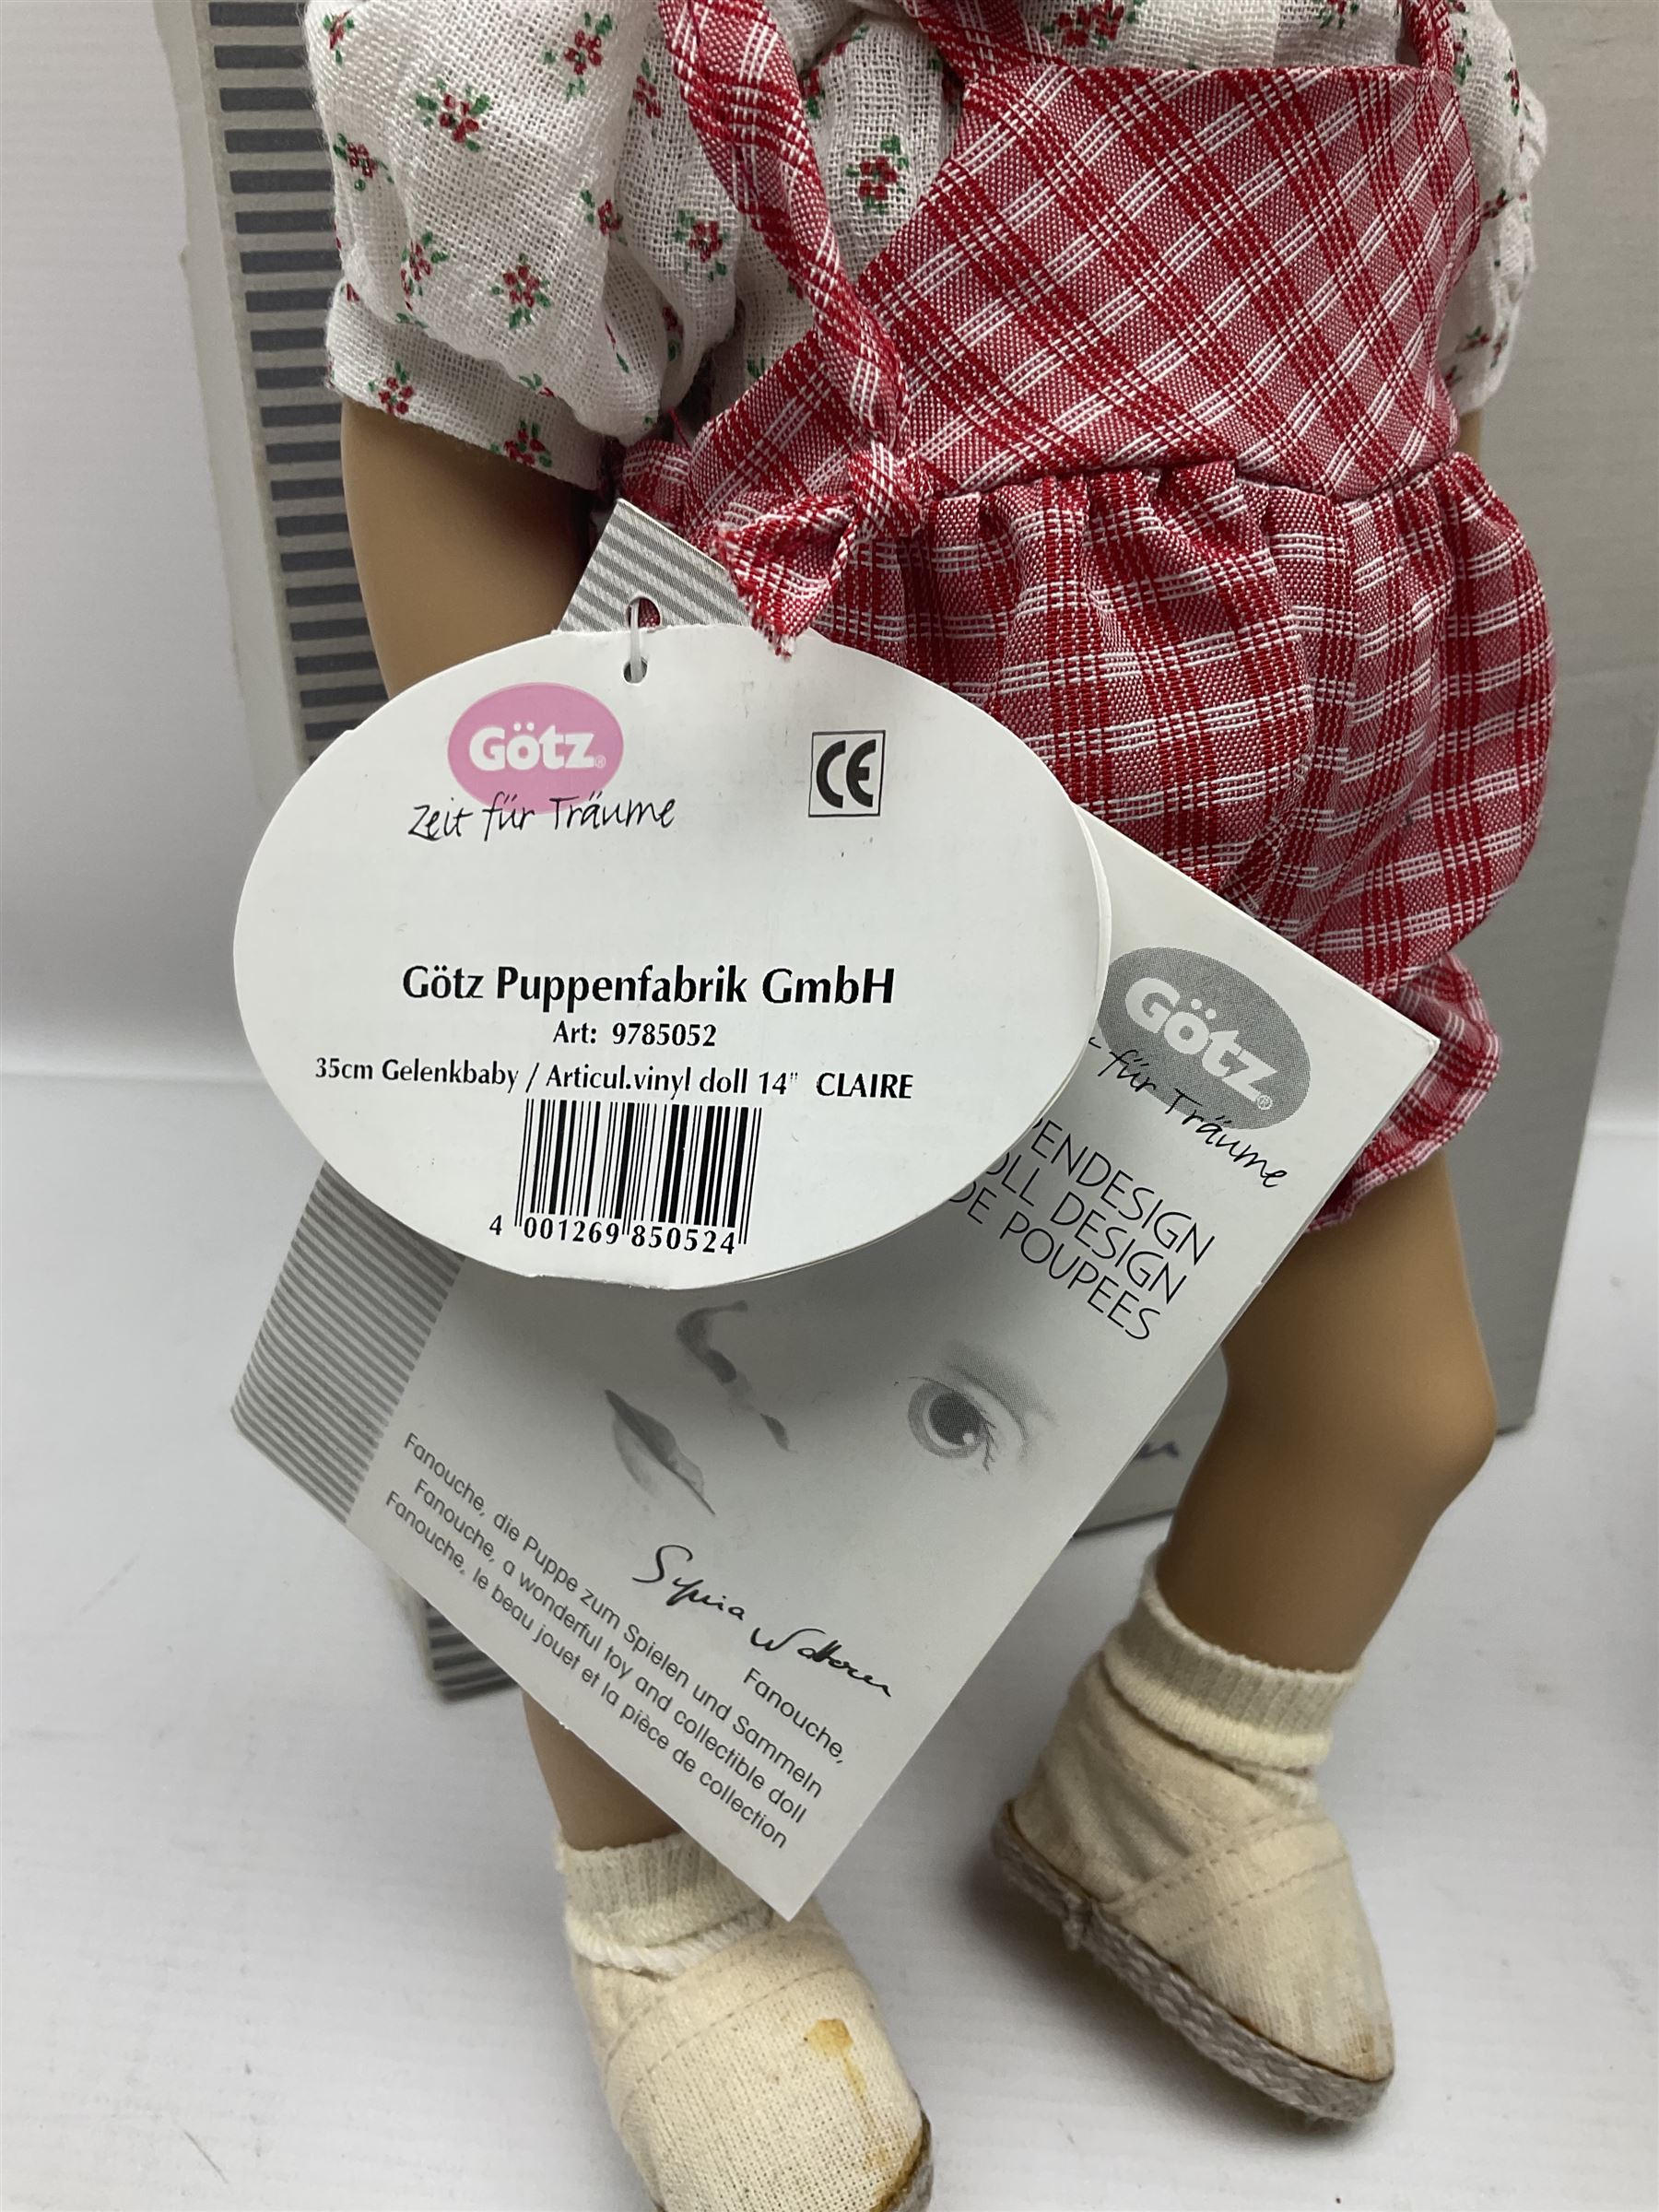 Götz®
Zeit für Träume
CE
Götz Puppenfabrik GmbH
Art: 9785052
35cm Gelenkbaby / Articul.vinyl doll 14" CLAIRE
4 001269 850524
Götz®
für Träume
ENDESIGN
OLL DESIGN
DE POUPEES
Fanouche,
Fanouche, die Puppe zum Spielen und Sammeln
Fanouche, a wonderful toy and collectible doll
Fanouche, le beau jouet et la pièce de collection